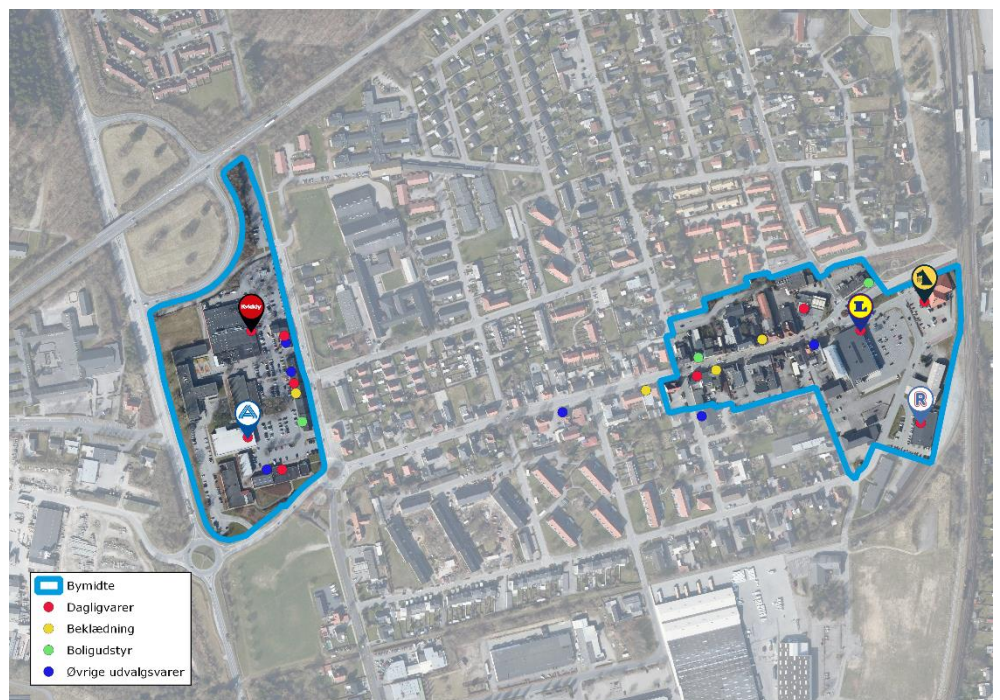 Kvickly
L
R
A
Bymidte
Dagligvarer
Beklædning
Boligudstyr
Øvrige udvalgsvarer